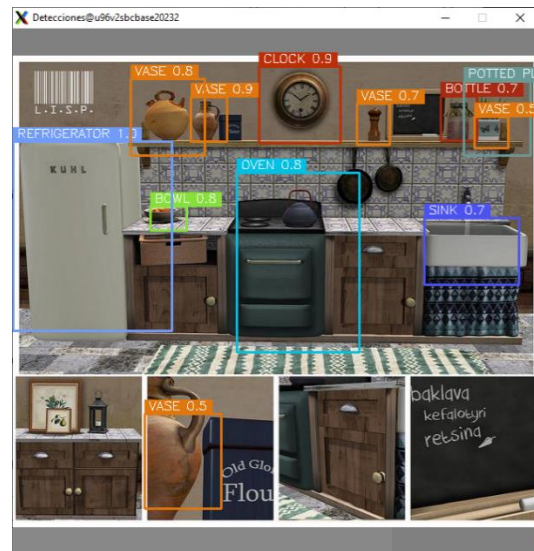 Detecciones@u96v2sbcbase20232
CLOCK 0.9
VASE 0.8
POTTED PL
VASE 0.9
VASE 0.7
BOTTLE 0.7
L.I.S.P.
VASE 0.5
REFRIGERATOR 1.0
KUHL
OVEN 0.8
BOWL 0.8
SINK 0.7
baklava
kefalotyri
retsina
VASE 0.5
Old Glo
Flou